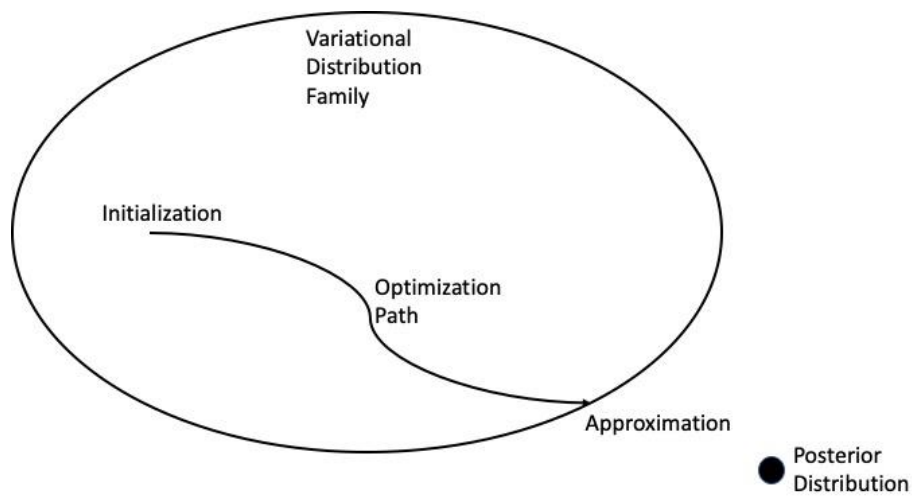 Variational
Distribution
Family
Initialization
Optimization
Path
Approximation
Posterior
Distribution